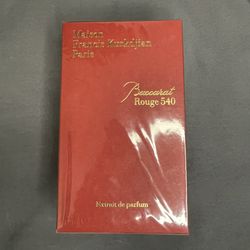 Maison
Francis Kurkdjian
Paris
Baccarat
Rouge 540
Extrait de parfum